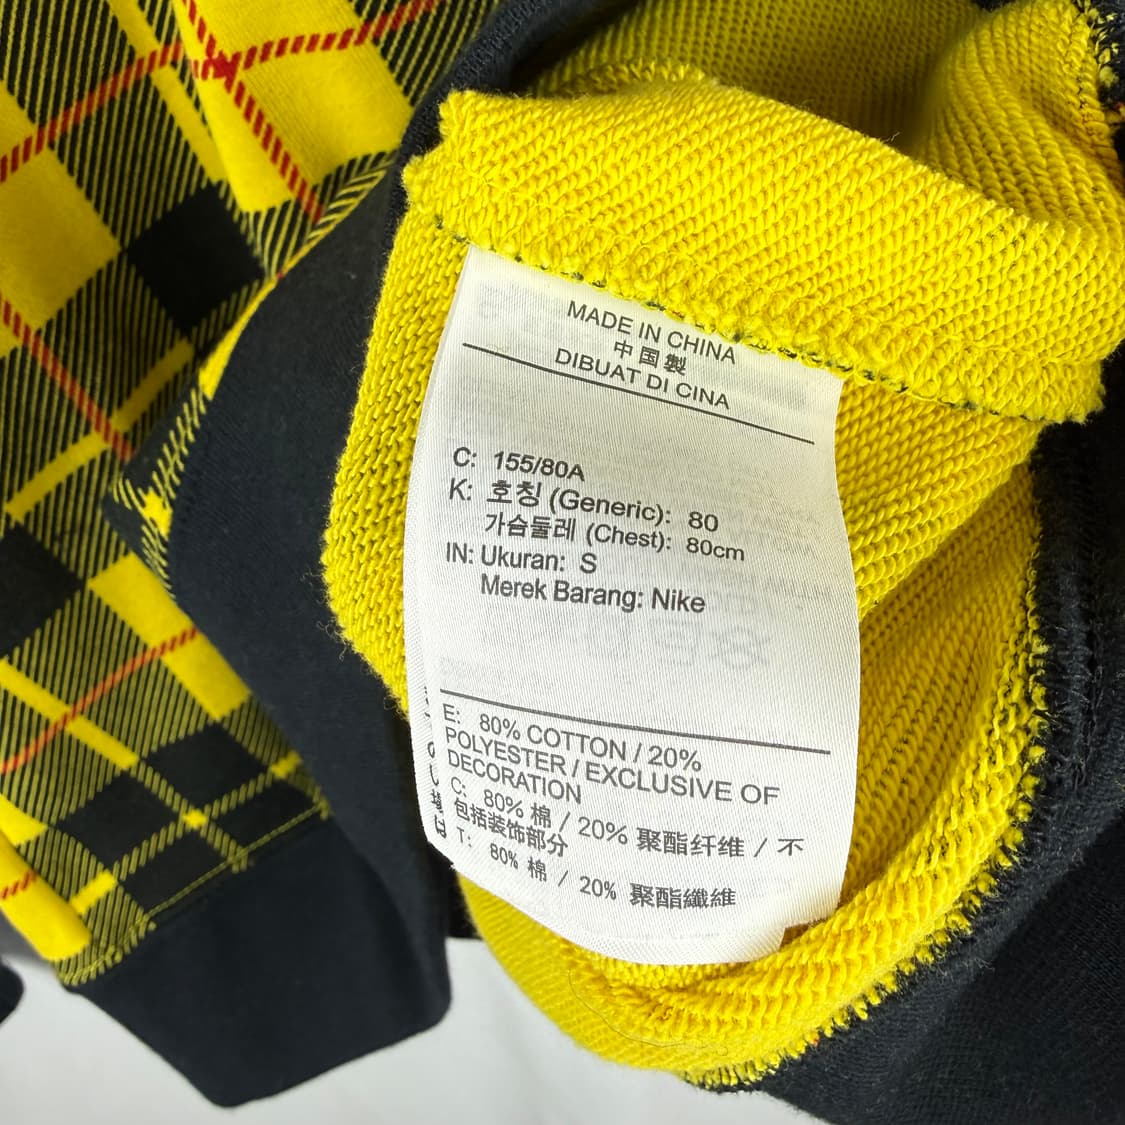 MADE IN CHINA
中国製
DIBUAT DI CINA
C: 155/80A
K: 호칭 (Generic): 80
가슴둘레 (Chest): 80cm
IN: Ukuran: S
Merek Barang: Nike
E: 80% COTTON / 20%
POLYESTER / EXCLUSIVE OF
DECORATION
C: 80% 棉 / 20% 聚酯纤维 / 不
包括装饰部分
T: 80% 棉 / 20% 聚酯纖維